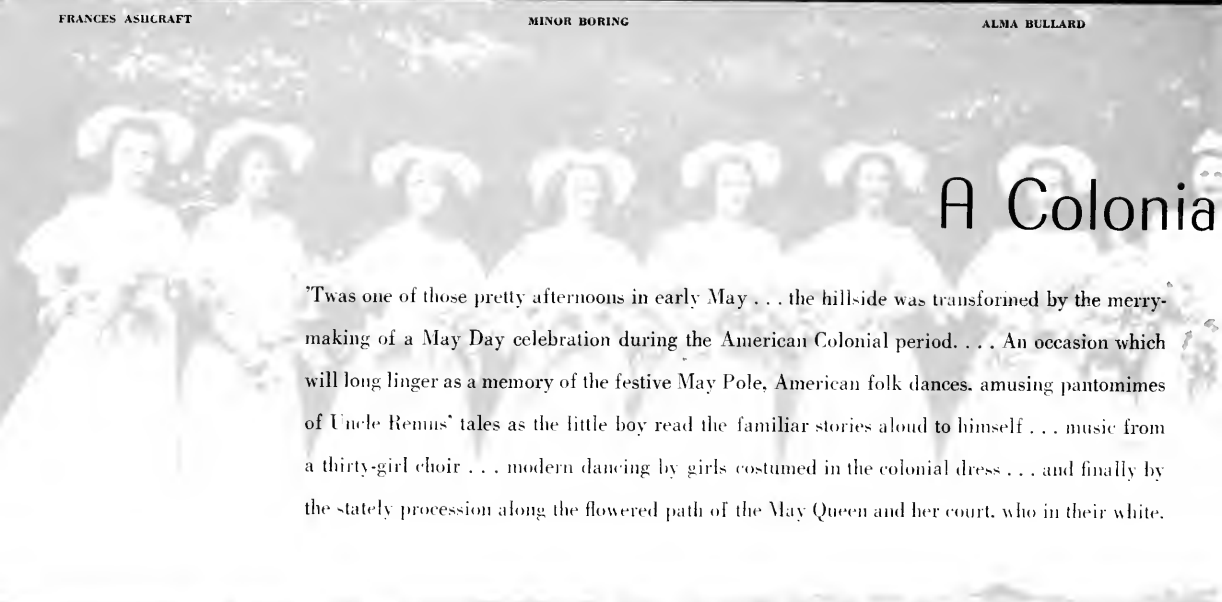 FRANCES ASHCRAFT MINOR BORING ALMA BULLARD
A Colonia
'Twas one of those pretty afternoons in early May . . . the hillside was transformed by the merry-
making of a May Day celebration during the American Colonial period. . . . An occasion which
will long linger as a memory of the festive May Pole, American folk dances, amusing pantomimes
of Uncle Remus' tales as the little boy read the familiar stories aloud to himself . . . music from
a thirty-girl choir . . . modern dancing by girls costumed in the colonial dress . . . and finally by
the stately procession along the flowered path of the May Queen and her court, who in their white,